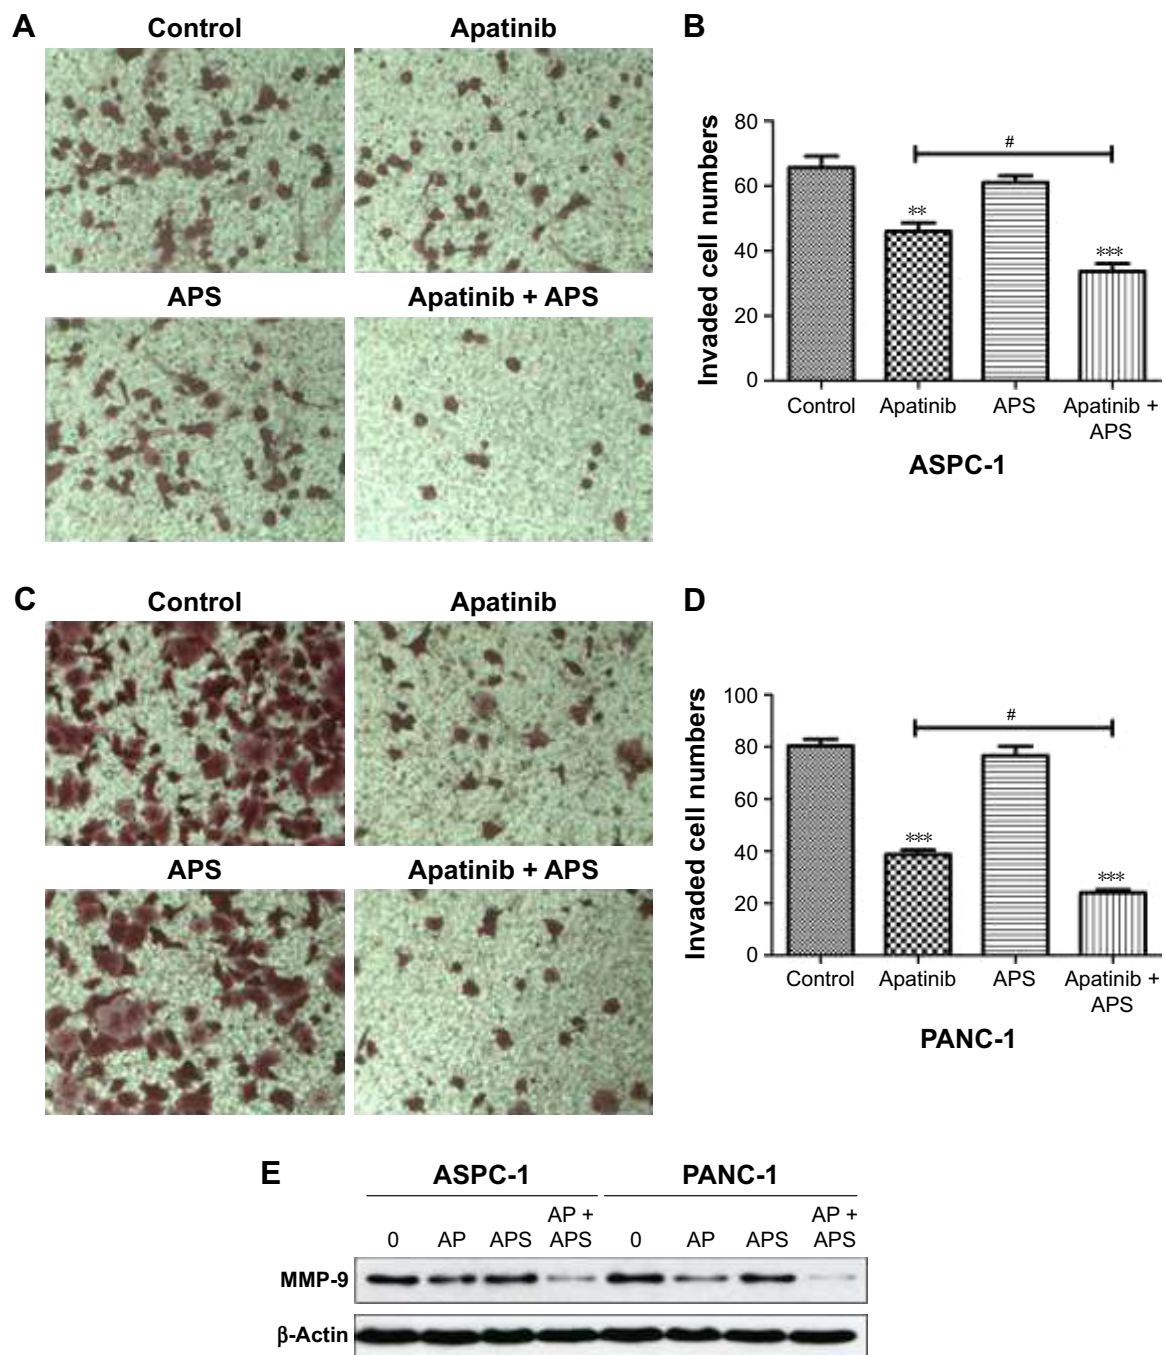 A
Control
Apatinib
APS
Apatinib + APS
B
Invaded cell numbers
80
60
40
20
0
#
**
***
Control
Apatinib
APS
Apatinib +
APS
ASPC-1
C
Control
Apatinib
APS
Apatinib + APS
D
Invaded cell numbers
100
80
60
40
20
0
#
***
***
Control
Apatinib
APS
Apatinib +
APS
PANC-1
E
ASPC-1
PANC-1
0
AP
APS
AP +
APS
0
AP
APS
AP +
APS
MMP-9
β-Actin